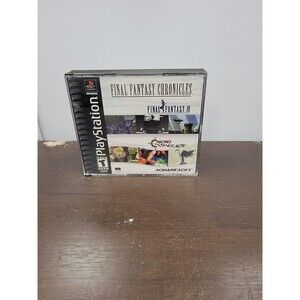 PlayStation
FINAL FANTASY CHRONICLES
FINAL FANTASY IV
CHRONO
TRIGGER
SQUARESOFT